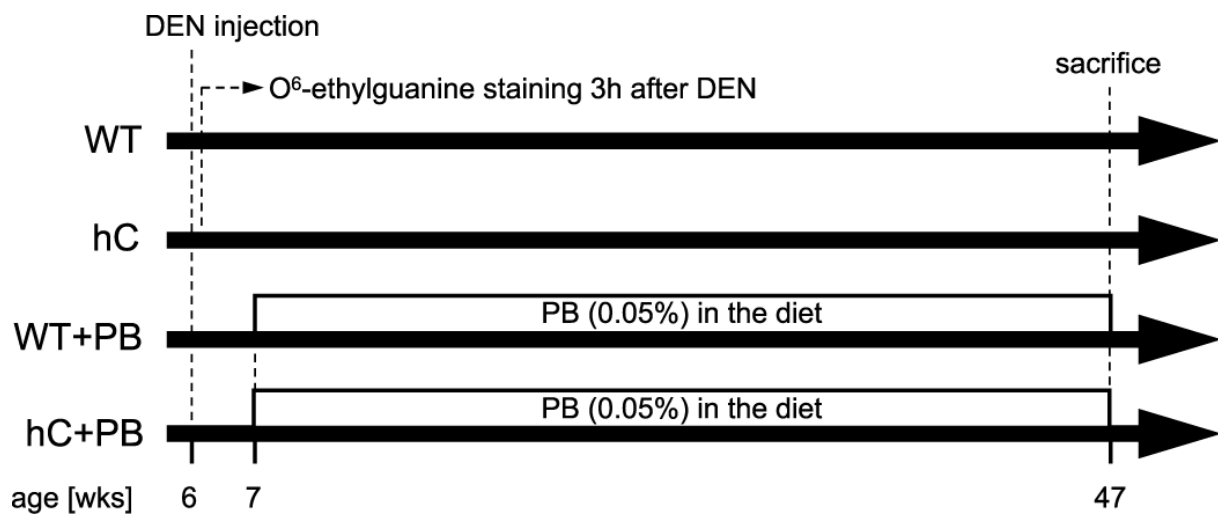 DEN injection
sacrifice
O⁶-ethylguanine staining 3h after DEN
WT
hC
PB (0.05%) in the diet
WT+PB
PB (0.05%) in the diet
hC+PB
age [wks] 6 7 47